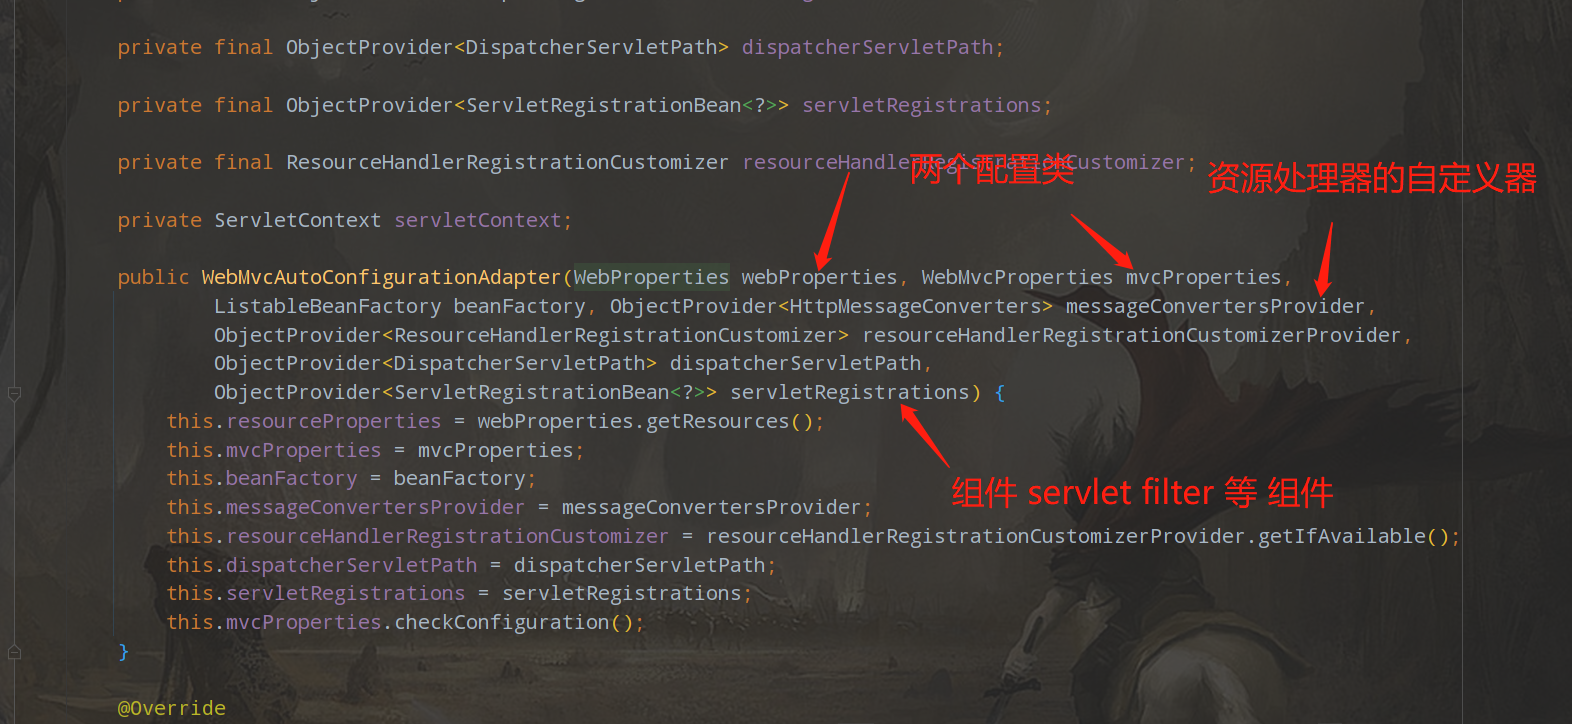 private final ObjectProvider<DispatcherServletPath> dispatcherServletPath;
private final ObjectProvider<ServletRegistrationBean<?>> servletRegistrations;
private final ResourceHandlerRegistrationCustomizer resourceHandlerRegistrationCustomizer;
两个配置类
资源处理器的自定义器
private ServletContext servletContext;
public WebMvcAutoConfigurationAdapter(WebProperties webProperties, WebMvcProperties mvcProperties,
ListableBeanFactory beanFactory, ObjectProvider<HttpMessageConverters> messageConvertersProvider,
ObjectProvider<ResourceHandlerRegistrationCustomizer> resourceHandlerRegistrationCustomizerProvider,
ObjectProvider<DispatcherServletPath> dispatcherServletPath,
ObjectProvider<ServletRegistrationBean<?>> servletRegistrations) {
this.resourceProperties = webProperties.getResources();
this.mvcProperties = mvcProperties;
this.beanFactory = beanFactory;
组件 servlet filter 等 组件
this.messageConvertersProvider = messageConvertersProvider;
this.resourceHandlerRegistrationCustomizer = resourceHandlerRegistrationCustomizerProvider.getIfAvailable();
this.dispatcherServletPath = dispatcherServletPath;
this.servletRegistrations = servletRegistrations;
this.mvcProperties.checkConfiguration();
}
@Override